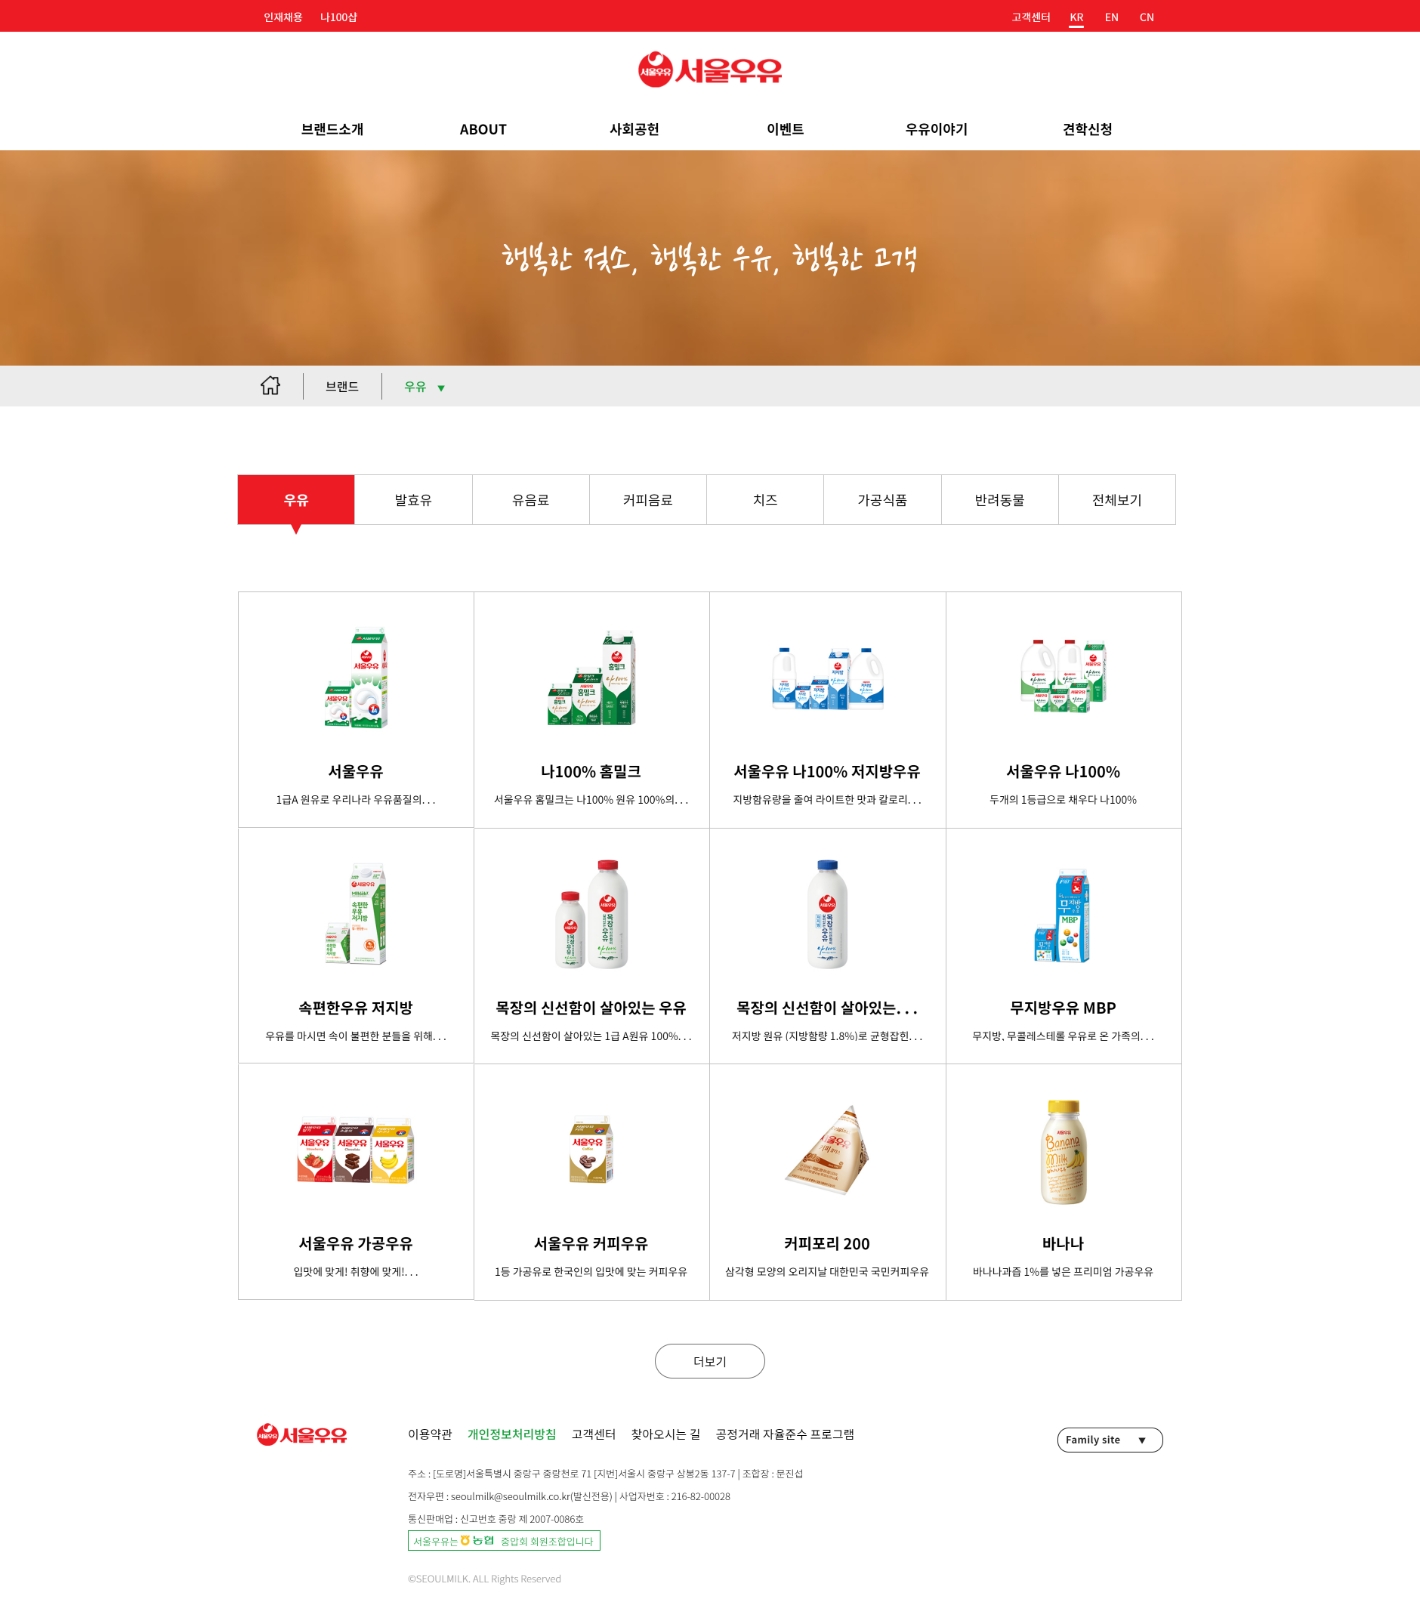 인재채용 나100샵 고객센터 KR EN CN
서울우유 서울우유
브랜드소개 ABOUT 사회공헌 이벤트 우유이야기 견학신청
행복한 젖소, 행복한 우유, 행복한 고객
브랜드 우유 ▼
우유 발효유 유음료 커피음료 치즈 가공식품 반려동물 전체보기
서울우유
1급A 원유로 우리나라 우유품질의...
나100% 홈밀크
서울우유 홈밀크는 나100% 원유 100%의...
서울우유 나100% 저지방우유
지방함유량을 줄여 라이트한 맛과 칼로리...
서울우유 나100%
두개의 1등급으로 채우다 나100%
속편한우유 저지방
우유를 마시면 속이 불편한 분들을 위해...
목장의 신선함이 살아있는 우유
목장의 신선함이 살아있는 1급 A원유 100%...
목장의 신선함이 살아있는...
저지방 원유 (지방함량 1.8%)로 균형잡힌...
무지방우유 MBP
무지방, 무콜레스테롤 우유로 온 가족의...
서울우유 가공우유
입맛에 맞게! 취향에 맞게!...
서울우유 커피우유
1등 가공유로 한국인의 입맛에 맞는 커피우유
커피포리 200
삼각형 모양의 오리지날 대한민국 국민커피우유
바나나
바나나과즙 1%를 넣은 프리미엄 가공우유
더보기
서울우유 서울우유
이용약관 개인정보처리방침 고객센터 찾아오시는 길 공정거래 자율준수 프로그램
Family site ▼
주소 : [도로명]서울특별시 중랑구 중랑천로 71 [지번]서울시 중랑구 상봉2동 137-7 | 조합장 : 문진섭
전자우편 : seoulmilk@seoulmilk.co.kr(발신전용) | 사업자번호 : 216-82-00028
통신판매업 : 신고번호 중랑 제 2007-0086호
서울우유는 농협 중앙회 회원조합입니다
©SEOULMILK. ALL Rights Reserved